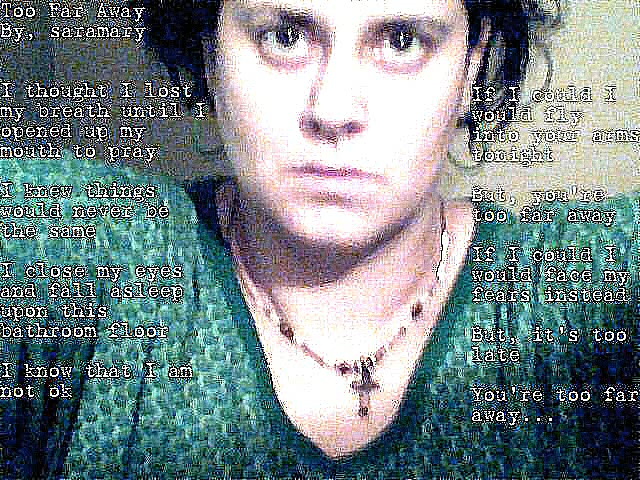 Too Far Away
By, saramary
I thought I lost
my breath until I
opened up my
mouth to pray
I knew things
would never be
the same
I close my eyes
and fall asleep
upon this
bathroom floor
I know that I am
not ok
If I could I
would fly
into your arms
tonight
But, you're
too far away
If I could I
would face my
fears instead
But, it's too
late
You're too far
away...